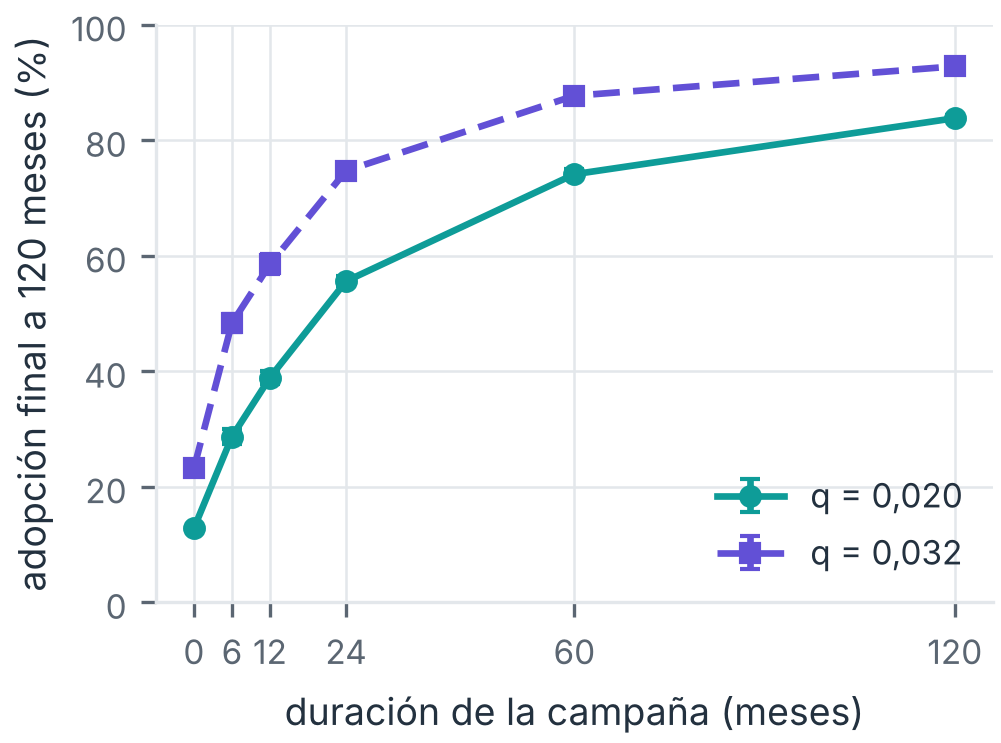 adopción final a 120 meses (%)
100
80
60
40
20
0
q = 0,020
q = 0,032
0 6 12 24 60 120
duración de la campaña (meses)